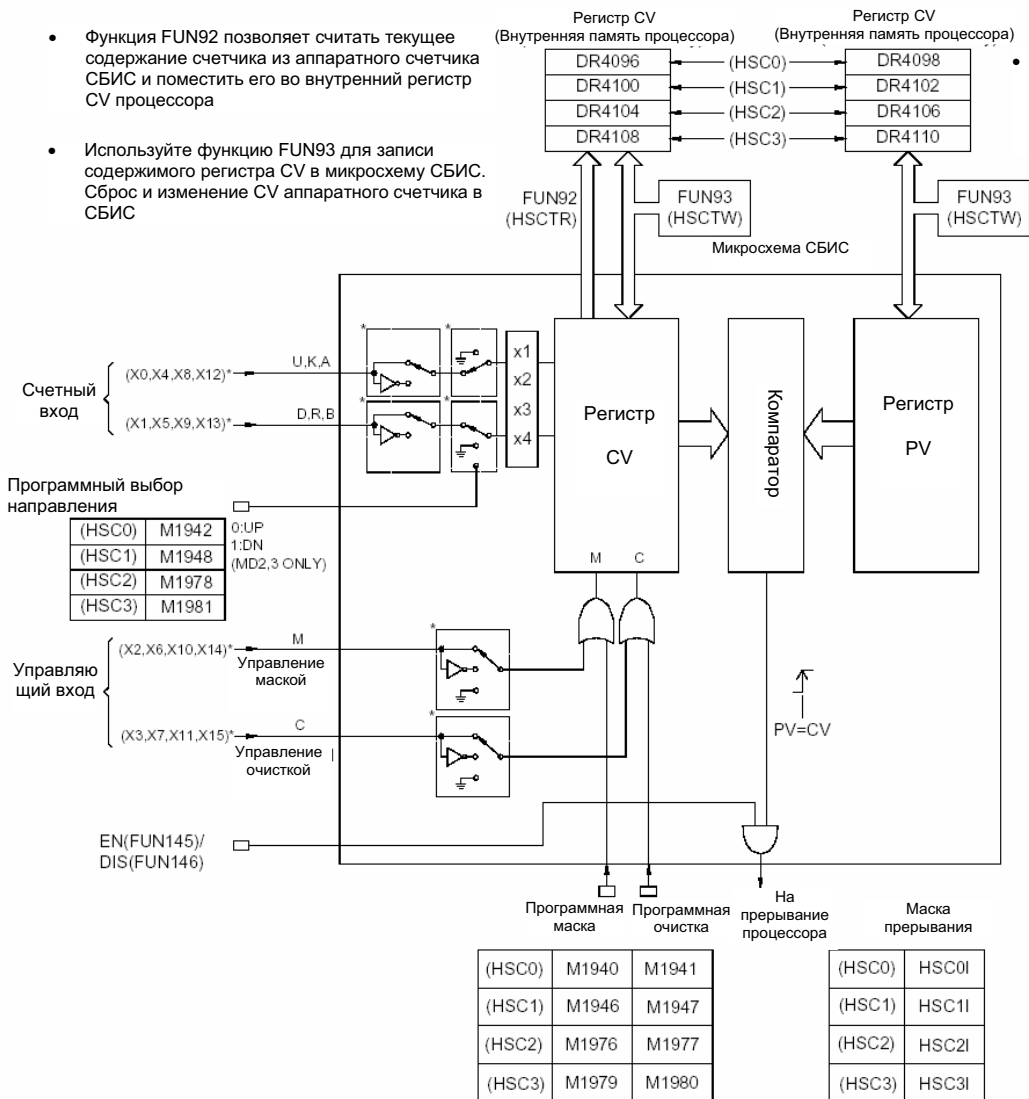 • Функция FUN92 позволяет считать текущее
содержание счетчика из аппаратного счетчика
СБИС и поместить его во внутренний регистр
CV процессора
• Используйте функцию FUN93 для записи
содержимого регистра CV в микросхему СБИС.
Сброс и изменение CV аппаратного счетчика в
СБИС
Регистр CV
(Внутренняя память процессора)
Регистр CV
(Внутренняя память процессора)
•
DR4096 (HSC0) DR4098
DR4100 (HSC1) DR4102
DR4104 (HSC2) DR4106
DR4108 (HSC3) DR4110
FUN92
(HSCTR)
FUN93
(HSCTW)
FUN93
(HSCTW)
Микросхема СБИС
Счетный
вход
(X0,X4,X8,X12)*
U,K,A
(X1,X5,X9,X13)*
D,R,B
*
*
*
*
x1
x2
x3
x4
Регистр
CV
Компаратор
Регистр
PV
Программный выбор
направления
(HSC0) M1942
(HSC1) M1948
(HSC2) M1978
(HSC3) M1981
0:UP
1:DN
(MD2,3 ONLY)
M C
Управляю
щий вход
(X2,X6,X10,X14)*
M
Управление
маской
*
(X3,X7,X11,X15)*
C
Управление
очисткой
*
PV=CV
EN(FUN145)/
DIS(FUN146)
Программная
маска
Программная
очистка
На
прерывание
процессора
Маска
прерывания
(HSC0) M1940 M1941
(HSC1) M1946 M1947
(HSC2) M1976 M1977
(HSC3) M1979 M1980
(HSC0) HSC0I
(HSC1) HSC1I
(HSC2) HSC2I
(HSC3) HSC3I